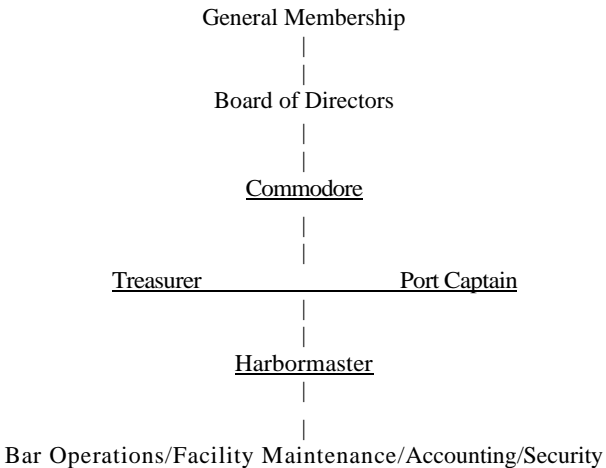 General Membership
|
|
Board of Directors
|
|
Commodore
|
|
Treasurer Port Captain
|
|
Harbormaster
|
|
Bar Operations/Facility Maintenance/Accounting/Security